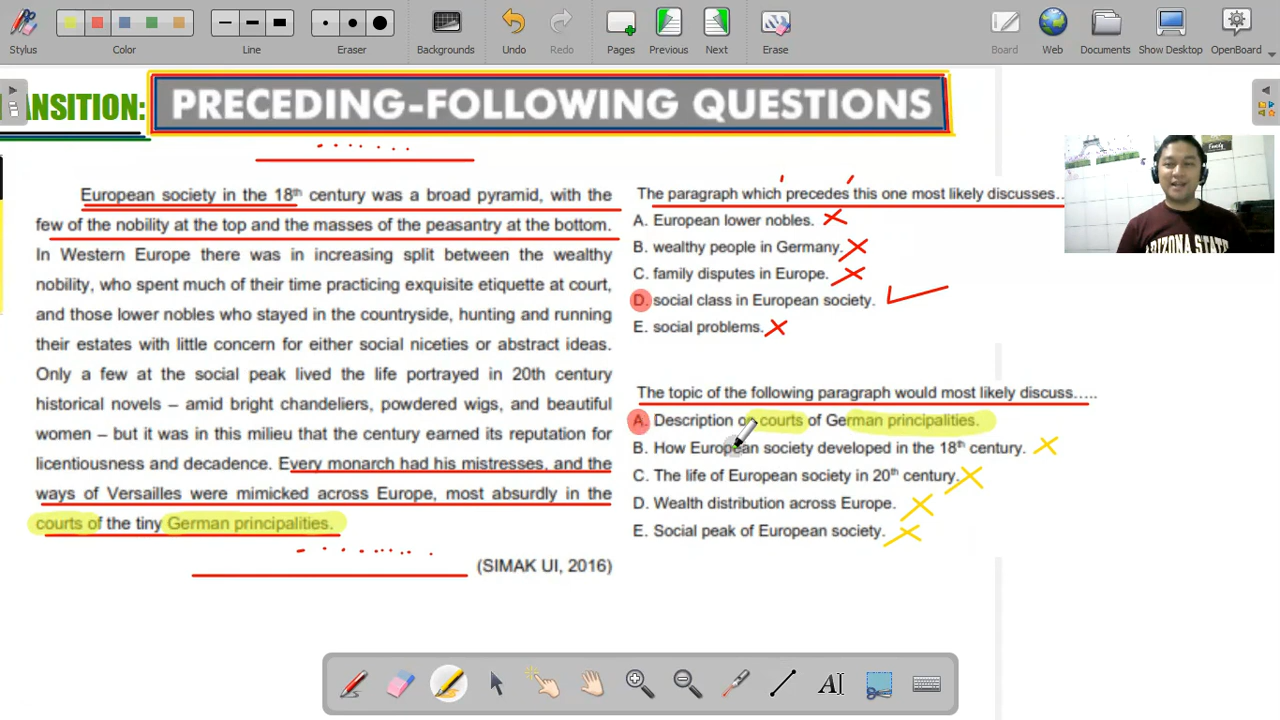 Stylus
Color
Line
Eraser
Backgrounds
Undo
Redo
Pages
Previous
Next
Erase
Board
Web
Documents
Show Desktop
OpenBoard
ANSITION:
PRECEDING-FOLLOWING QUESTIONS
European society in the 18th century was a broad pyramid, with the
few of the nobility at the top and the masses of the peasantry at the bottom.
In Western Europe there was in increasing split between the wealthy
nobility, who spent much of their time practicing exquisite etiquette at court,
and those lower nobles who stayed in the countryside, hunting and running
their estates with little concern for either social niceties or abstract ideas.
Only a few at the social peak lived the life portrayed in 20th century
historical novels – amid bright chandeliers, powdered wigs, and beautiful
women – but it was in this milieu that the century earned its reputation for
licentiousness and decadence. Every monarch had his mistresses, and the
ways of Versailles were mimicked across Europe, most absurdly in the
courts of the tiny German principalities.
(SIMAK UI, 2016)
The paragraph which precedes this one most likely discusses...
A. European lower nobles.
B. wealthy people in Germany.
C. family disputes in Europe.
D. social class in European society.
E. social problems.
The topic of the following paragraph would most likely discuss…..
A. Description on courts of German principalities.
B. How European society developed in the 18th century.
C. The life of European society in 20th century.
D. Wealth distribution across Europe.
E. Social peak of European society.
ARIZONA STATE
AI